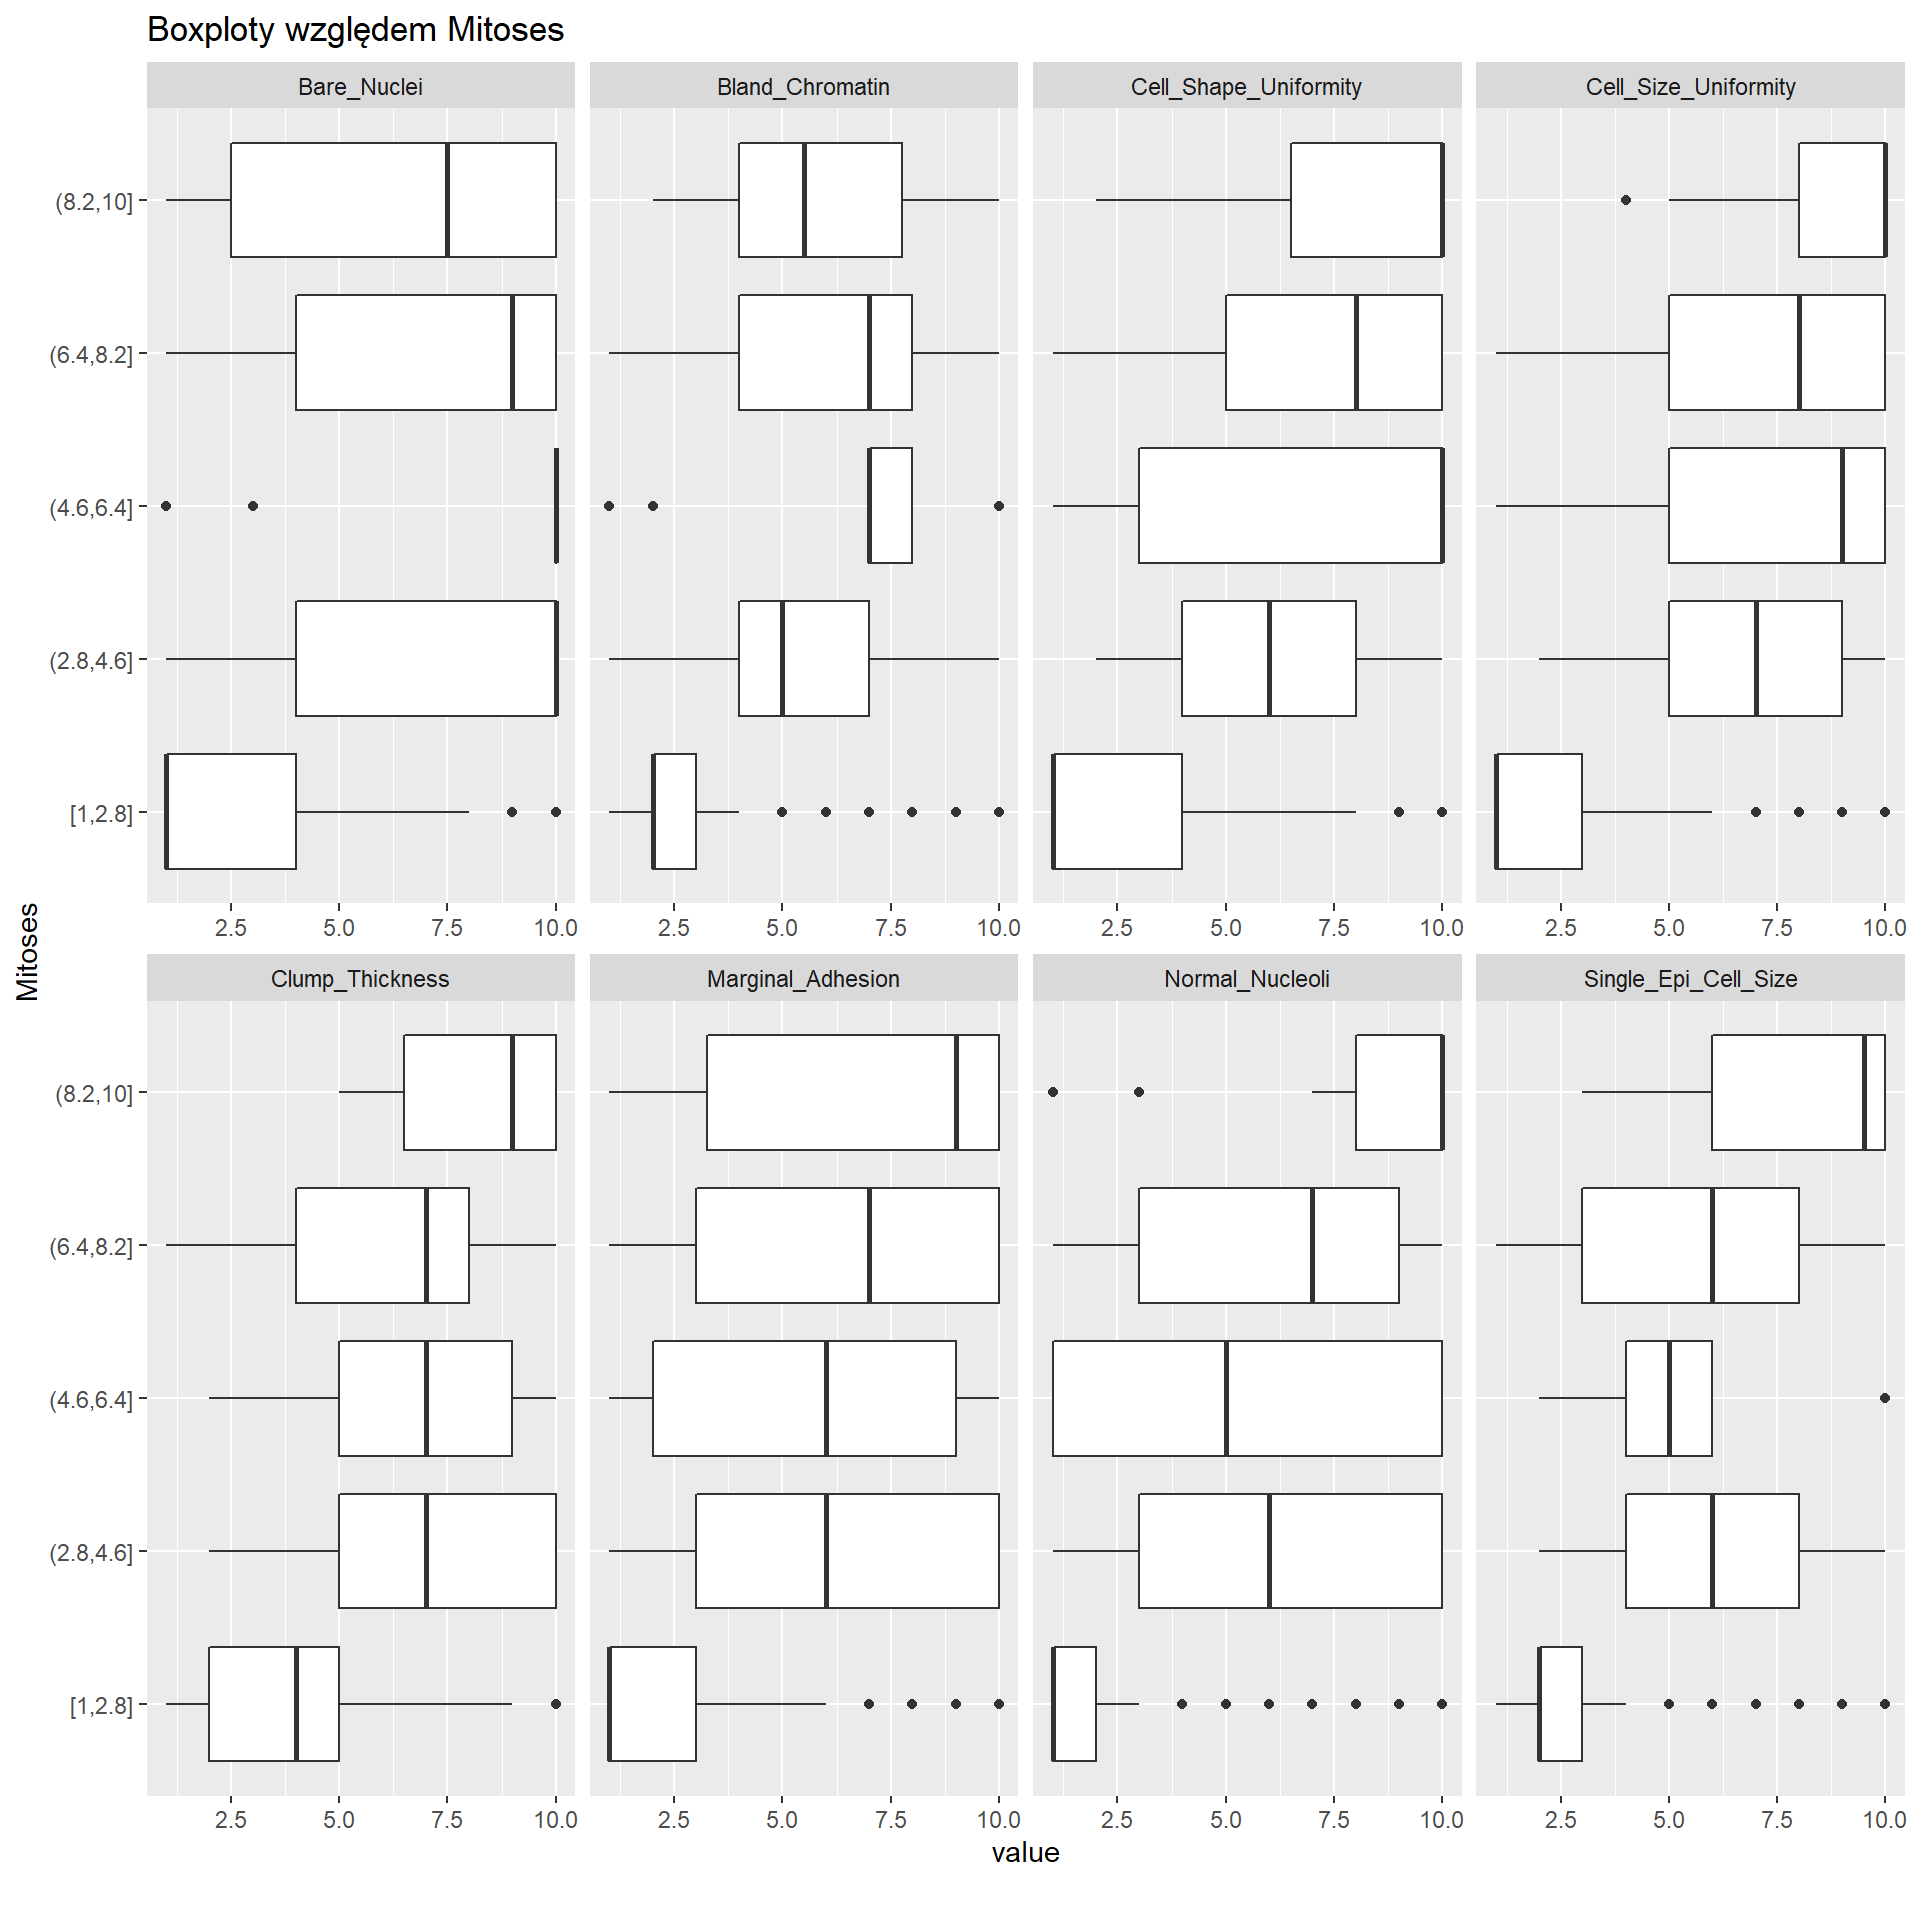 Boxploty względem Mitoses
Bare_Nuclei Bland_Chromatin Cell_Shape_Uniformity Cell_Size_Uniformity
(8.2,10]
(6.4,8.2]
(4.6,6.4]
(2.8,4.6]
[1,2.8]
2.5 5.0 7.5 10.0 2.5 5.0 7.5 10.0 2.5 5.0 7.5 10.0 2.5 5.0 7.5 10.0
Mitoses
Clump_Thickness Marginal_Adhesion Normal_Nucleoli Single_Epi_Cell_Size
(8.2,10]
(6.4,8.2]
(4.6,6.4]
(2.8,4.6]
[1,2.8]
2.5 5.0 7.5 10.0 2.5 5.0 7.5 10.0 2.5 5.0 7.5 10.0 2.5 5.0 7.5 10.0
value